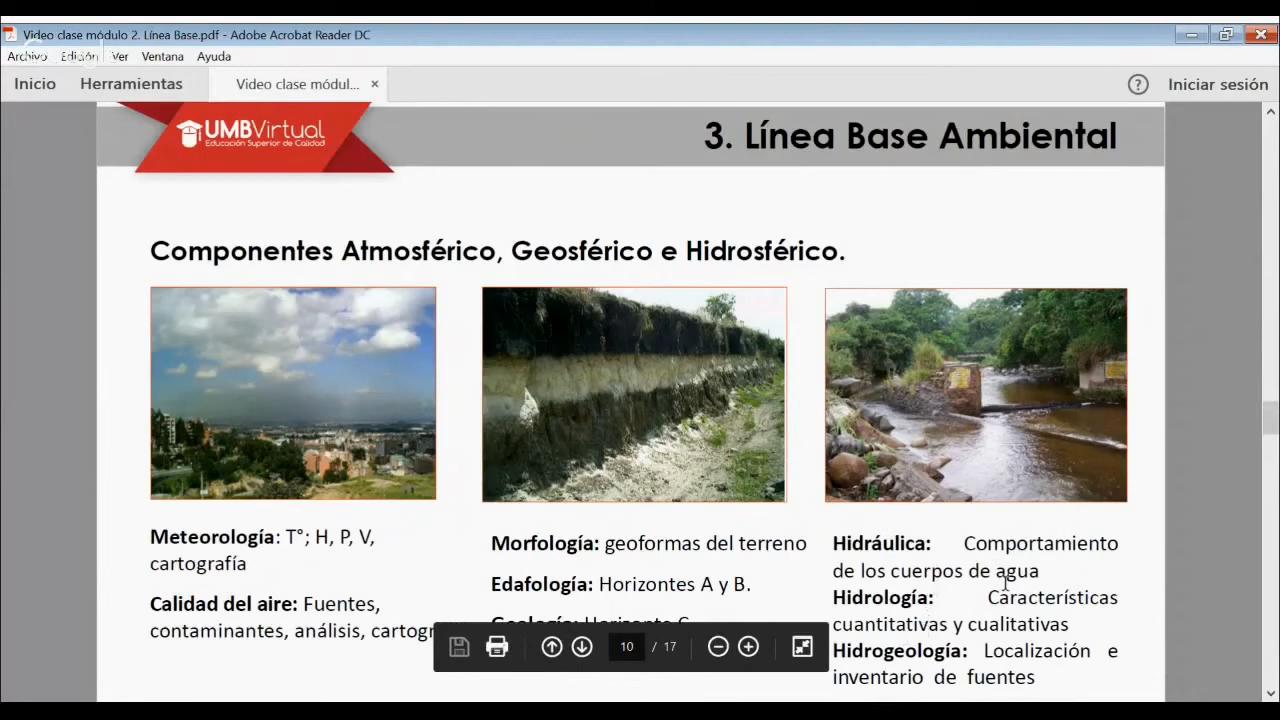 Video clase módulo 2. Línea Base.pdf - Adobe Acrobat Reader DC
Archivo Edición Ver Ventana Ayuda
Inicio Herramientas Video clase módul... × ? Iniciar sesión
UMBVirtual
Educación Superior de Calidad
3. Línea Base Ambiental
Componentes Atmosférico, Geosférico e Hidrosférico.
Meteorología: T°; H, P, V,
cartografía
Calidad del aire: Fuentes,
contaminantes, análisis, cartogr
Morfología: geoformas del terreno
Edafología: Horizontes A y B.
Geología: Horizonte C
Hidráulica: Comportamiento
de los cuerpos de agua
Hidrología: Características
cuantitativas y cualitativas
Hidrogeología: Localización e
inventario de fuentes
10 / 17